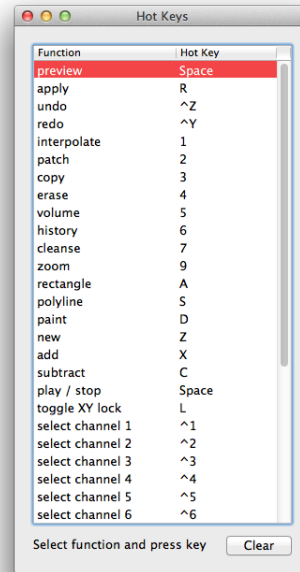 Hot Keys
Function Hot Key
preview Space
apply R
undo ^Z
redo ^Y
interpolate 1
patch 2
copy 3
erase 4
volume 5
history 6
cleanse 7
zoom 9
rectangle A
polyline S
paint D
new Z
add X
subtract C
play / stop Space
toggle XY lock L
select channel 1 ^1
select channel 2 ^2
select channel 3 ^3
select channel 4 ^4
select channel 5 ^5
select channel 6 ^6
Select function and press key Clear